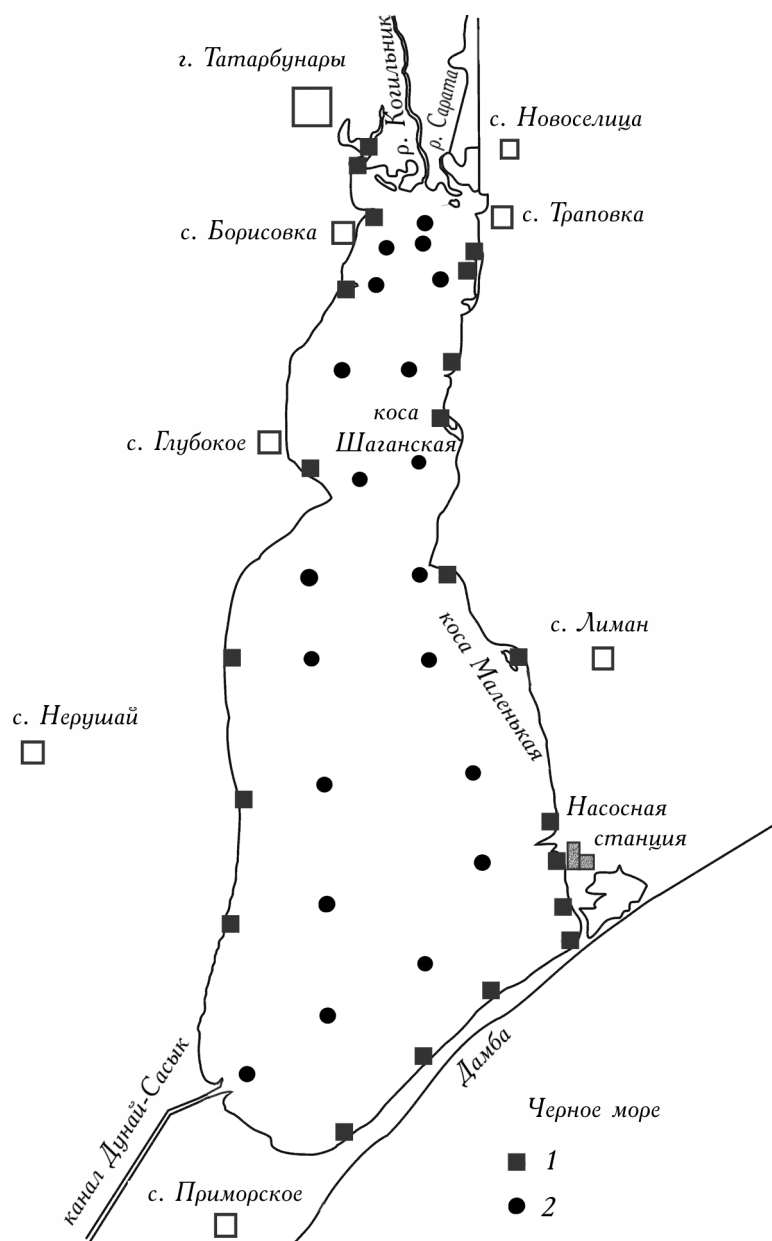 г. Татарбунары
р. Когильник
р. Сарата
с. Новоселица
с. Борисовка
с. Траповка
коса
Шаганская
с. Глубокое
коса Маленькая
с. Лиман
с. Нерушай
Насосная
станция
Дамба
канал Дунай-Сасык
Черное море
1
с. Приморское
2